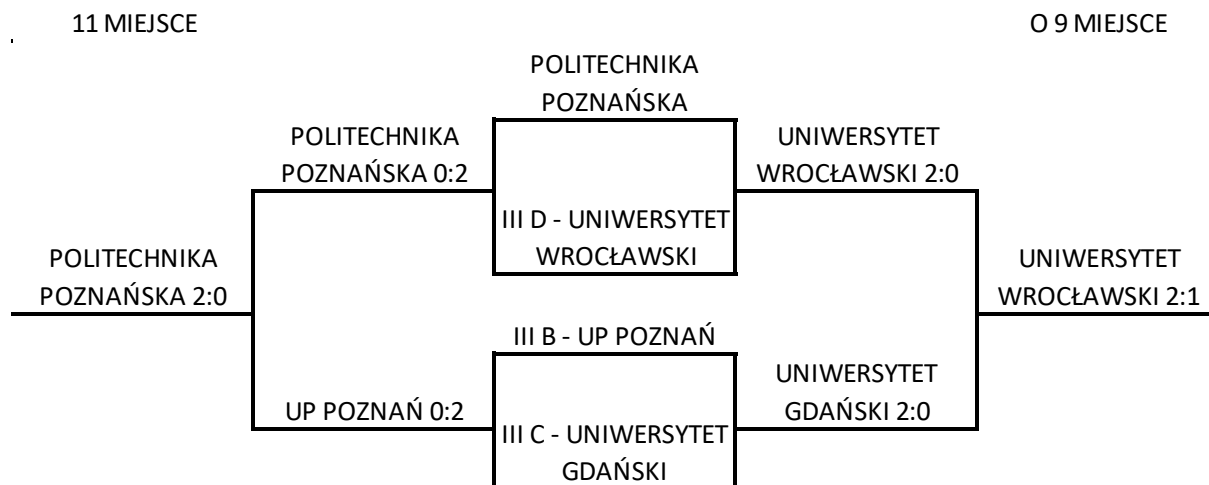 11 MIEJSCE
O 9 MIEJSCE
POLITECHNIKA
POZNAŃSKA
POLITECHNIKA
POZNAŃSKA 0:2
UNIWERSYTET
WROCŁAWSKI 2:0
III D - UNIWERSYTET
WROCŁAWSKI
POLITECHNIKA
POZNAŃSKA 2:0
UNIWERSYTET
WROCŁAWSKI 2:1
III B - UP POZNAŃ
UP POZNAŃ 0:2
UNIWERSYTET
GDAŃSKI 2:0
III C - UNIWERSYTET
GDAŃSKI